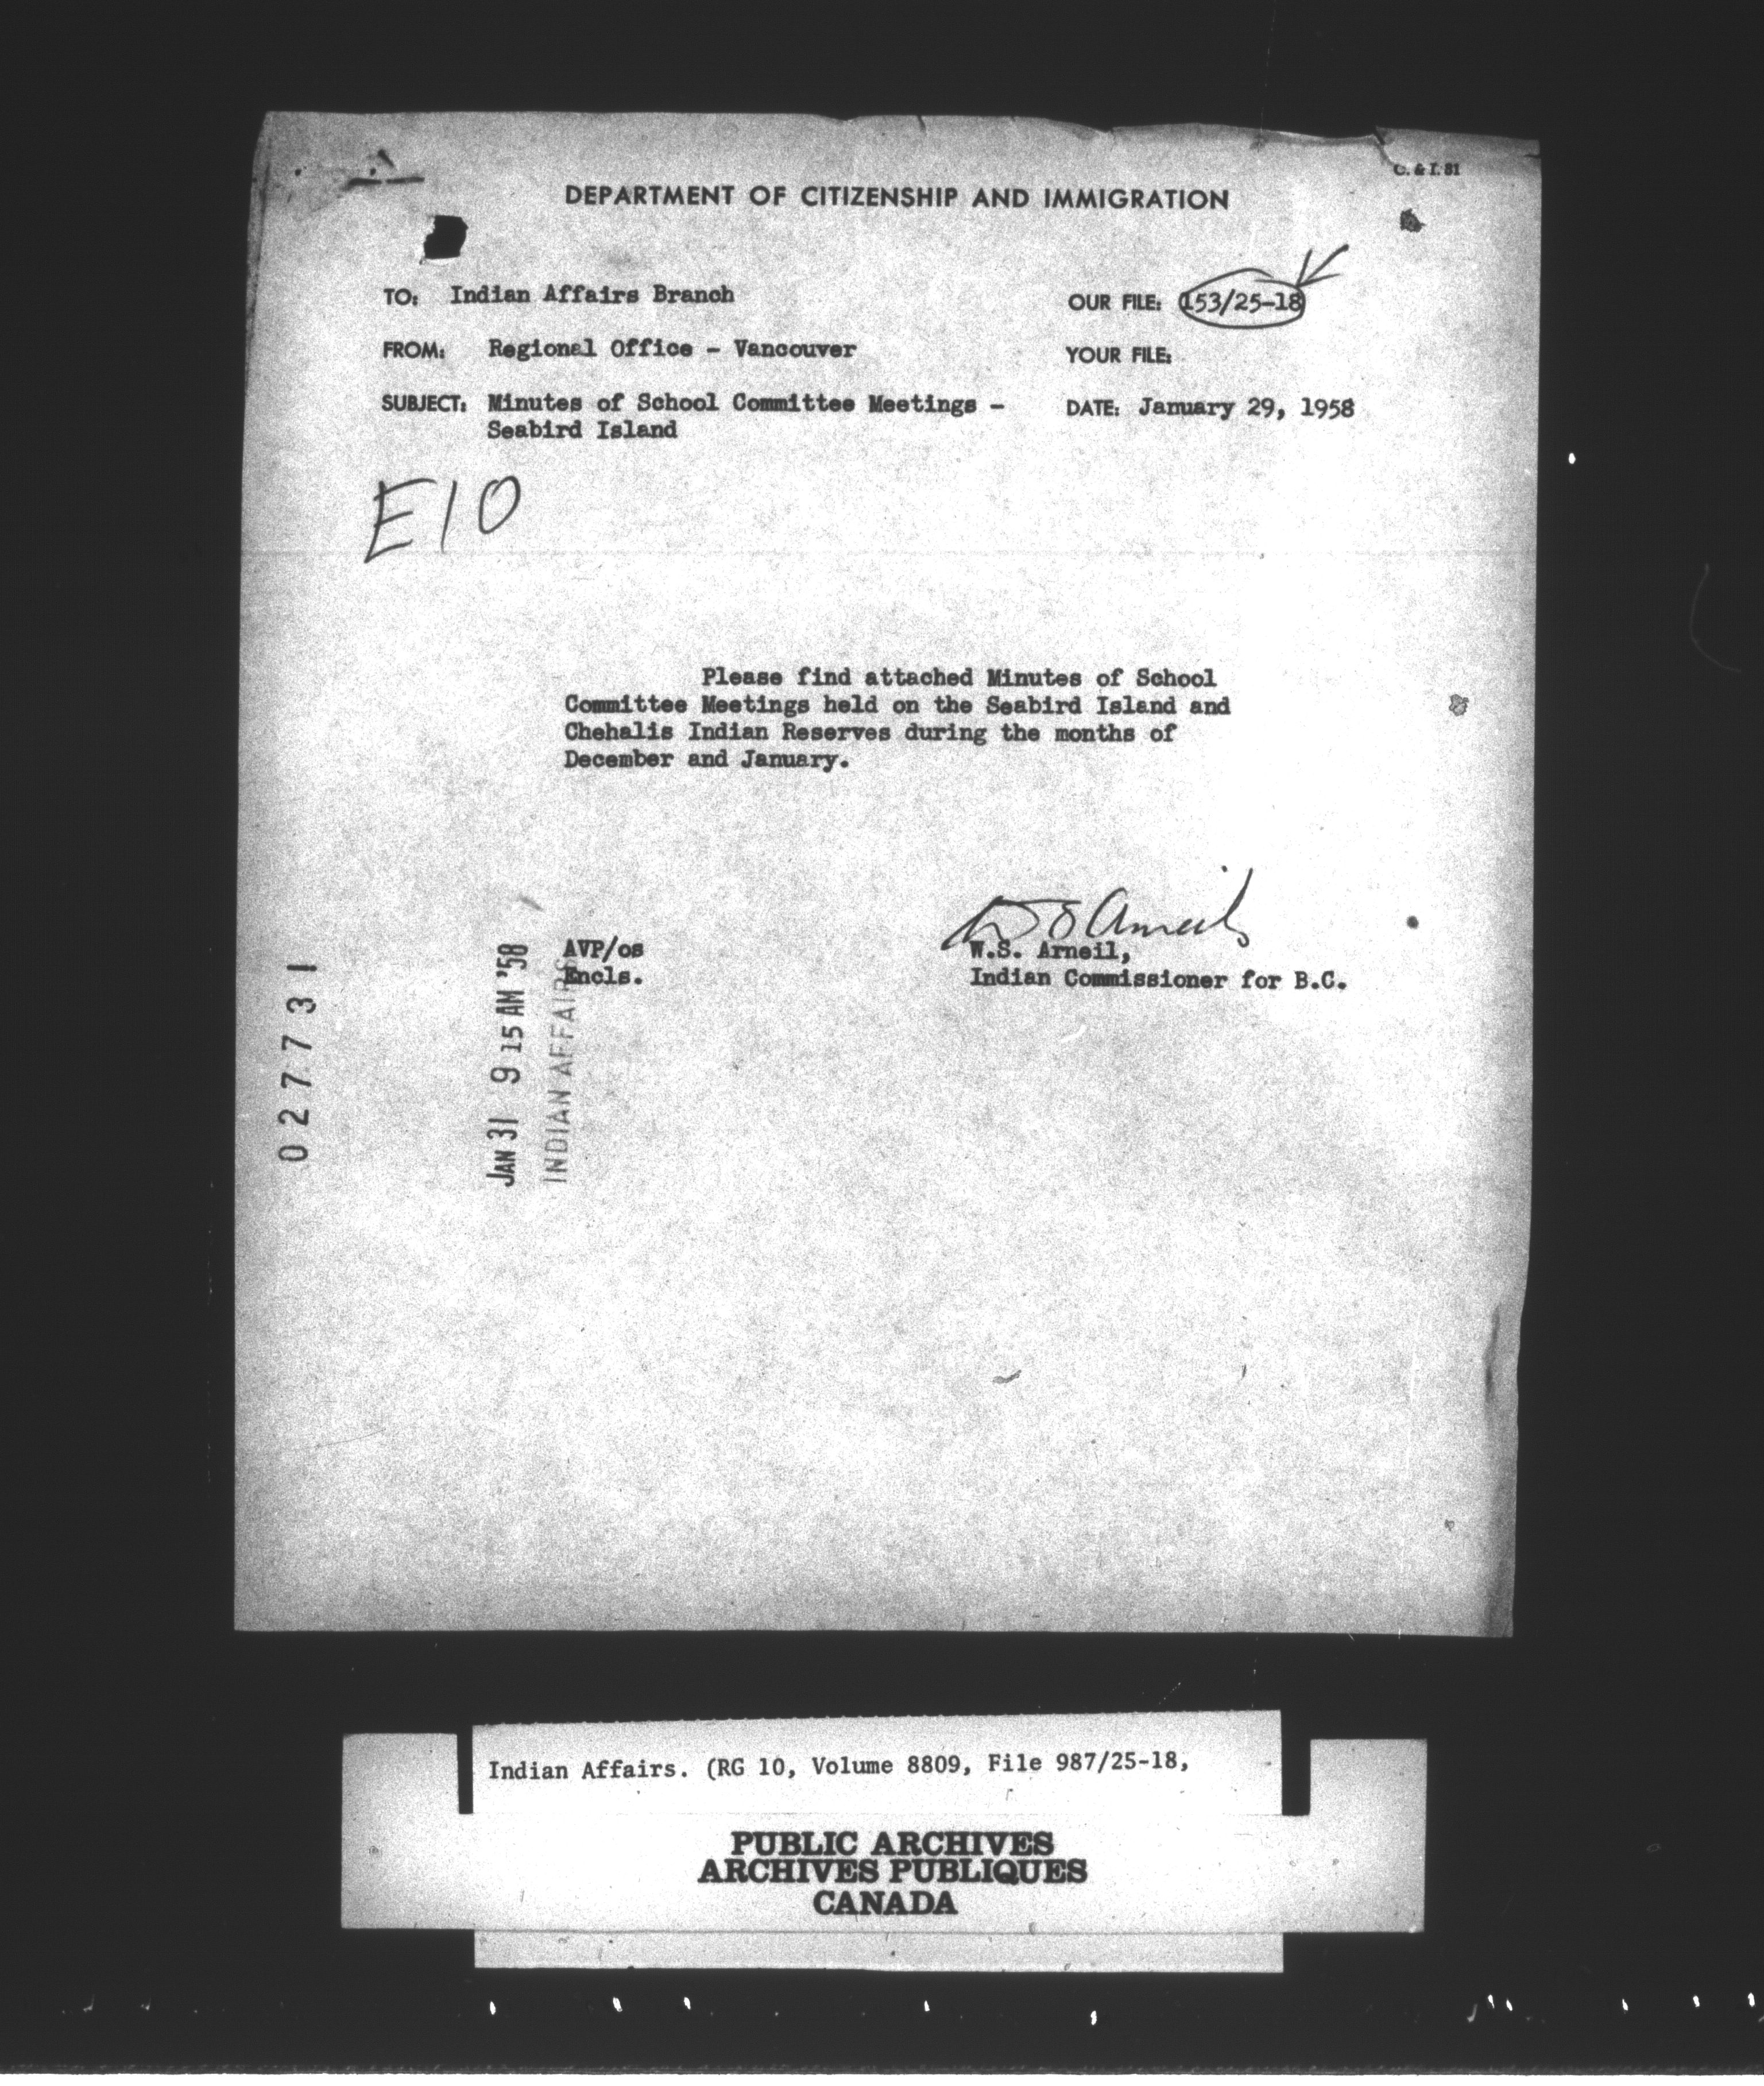 C. & I. 81
DEPARTMENT OF CITIZENSHIP AND IMMIGRATION
TO: Indian Affairs Branch
OUR FILE: 153/25-18
FROM: Regional Office - Vancouver
YOUR FILE:
SUBJECT: Minutes of School Committee Meetings -
Seabird Island
DATE: January 29, 1958
E10
Please find attached Minutes of School
Committee Meetings held on the Seabird Island and
Chehalis Indian Reserves during the months of
December and January.
W S Arneil
AVP/os
Encls.
W.S. Arneil,
Indian Commissioner for B.C.
027731
JAN 31 9 15 AM '58
INDIAN AFFAIRS
Indian Affairs. (RG 10, Volume 8809, File 987/25-18,
PUBLIC ARCHIVES
ARCHIVES PUBLIQUES
CANADA